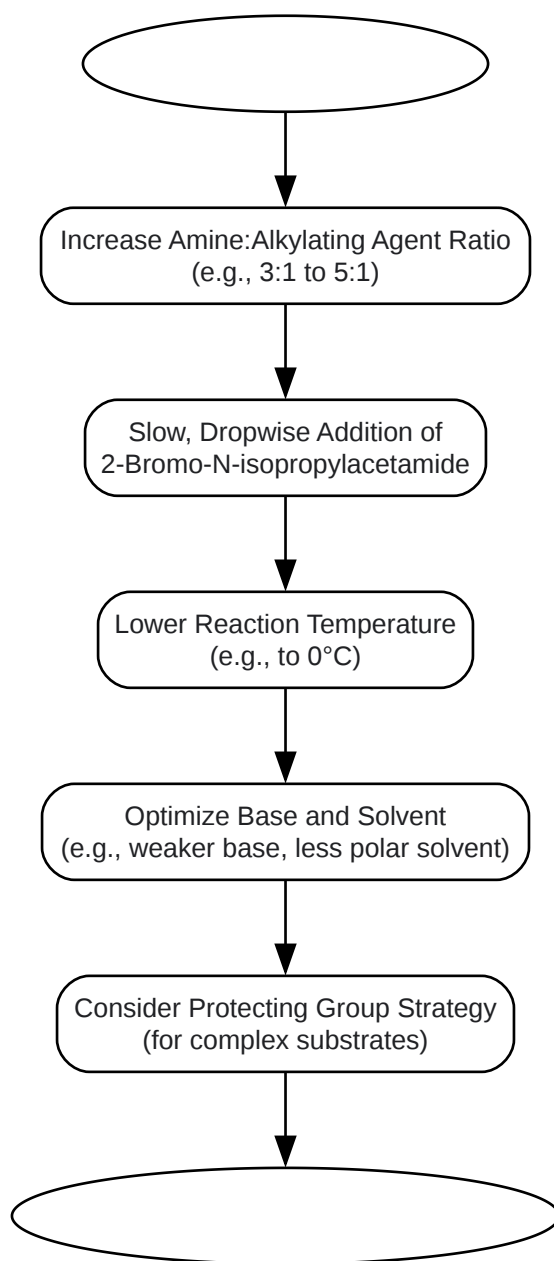 Increase Amine:Alkylating Agent Ratio
(e.g., 3:1 to 5:1)
Slow, Dropwise Addition of
2-Bromo-N-isopropylacetamide
Lower Reaction Temperature
(e.g., to 0°C)
Optimize Base and Solvent
(e.g., weaker base, less polar solvent)
Consider Protecting Group Strategy
(for complex substrates)